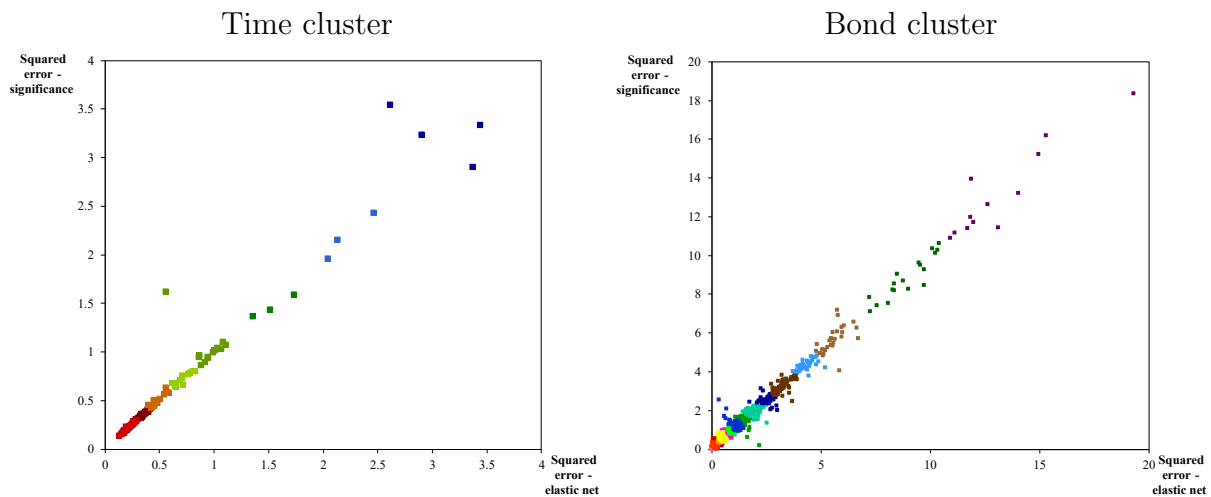 Time cluster
Squared
error -
significance
4
3.5
3
2.5
2
1.5
1
0.5
0
0
0.5
1
1.5
2
2.5
3
3.5
4
Squared
error -
elastic net
Bond cluster
Squared
error -
significance
20
18
16
14
12
10
8
6
4
2
0
0
5
10
15
20
Squared
error -
elastic net